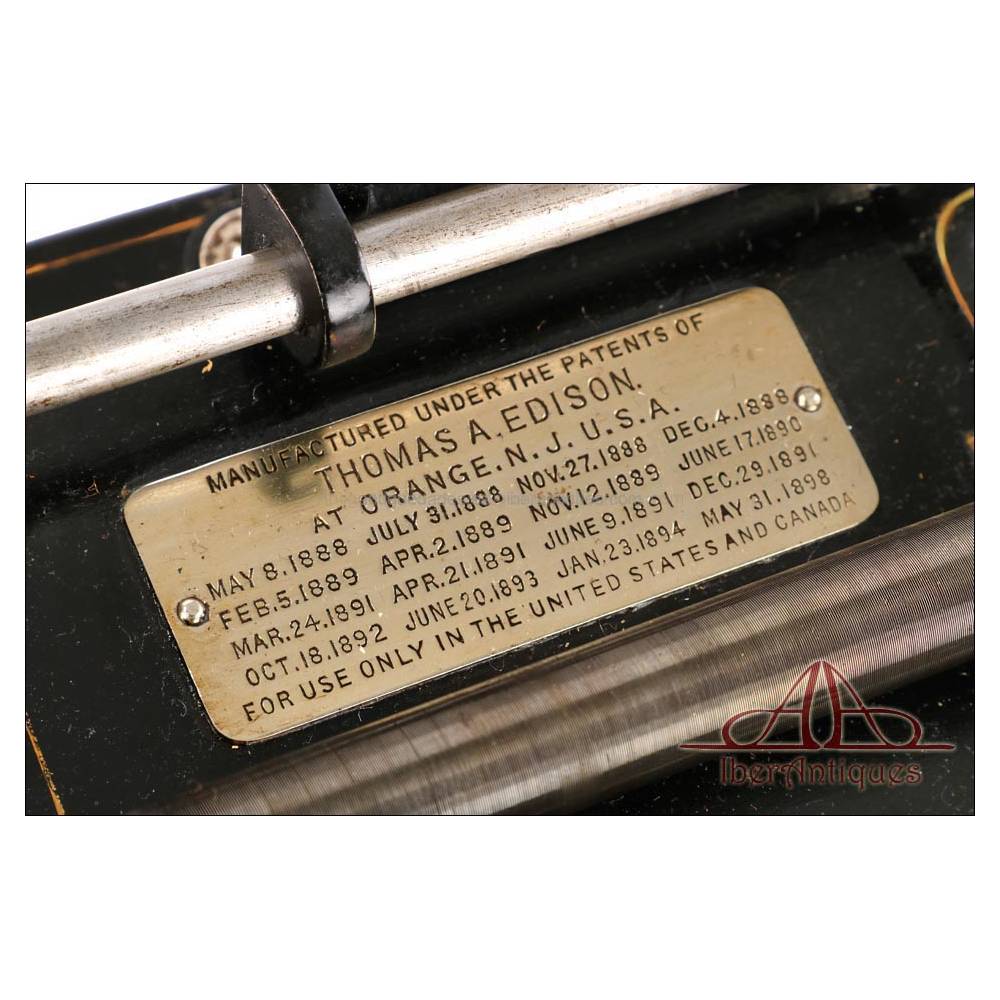 MANUFACTURED UNDER THE PATENTS OF
THOMAS A. EDISON.
AT ORANGE. N. J. U. S. A.
MAY 8.1888 JULY 31.1888 NOV.27.1888 DEC.4.1888
FEB.5.1889 APR.2.1889 NOV.12.1889 JUNE 17.1890
MAR.24.1891 APR.21.1891 JUNE 9.1891 DEC.29.1891
OCT.18.1892 JUNE 20.1893 JAN.23.1894 MAY 31.1898
FOR USE ONLY IN THE UNITED STATES AND CANADA
IberAntiques